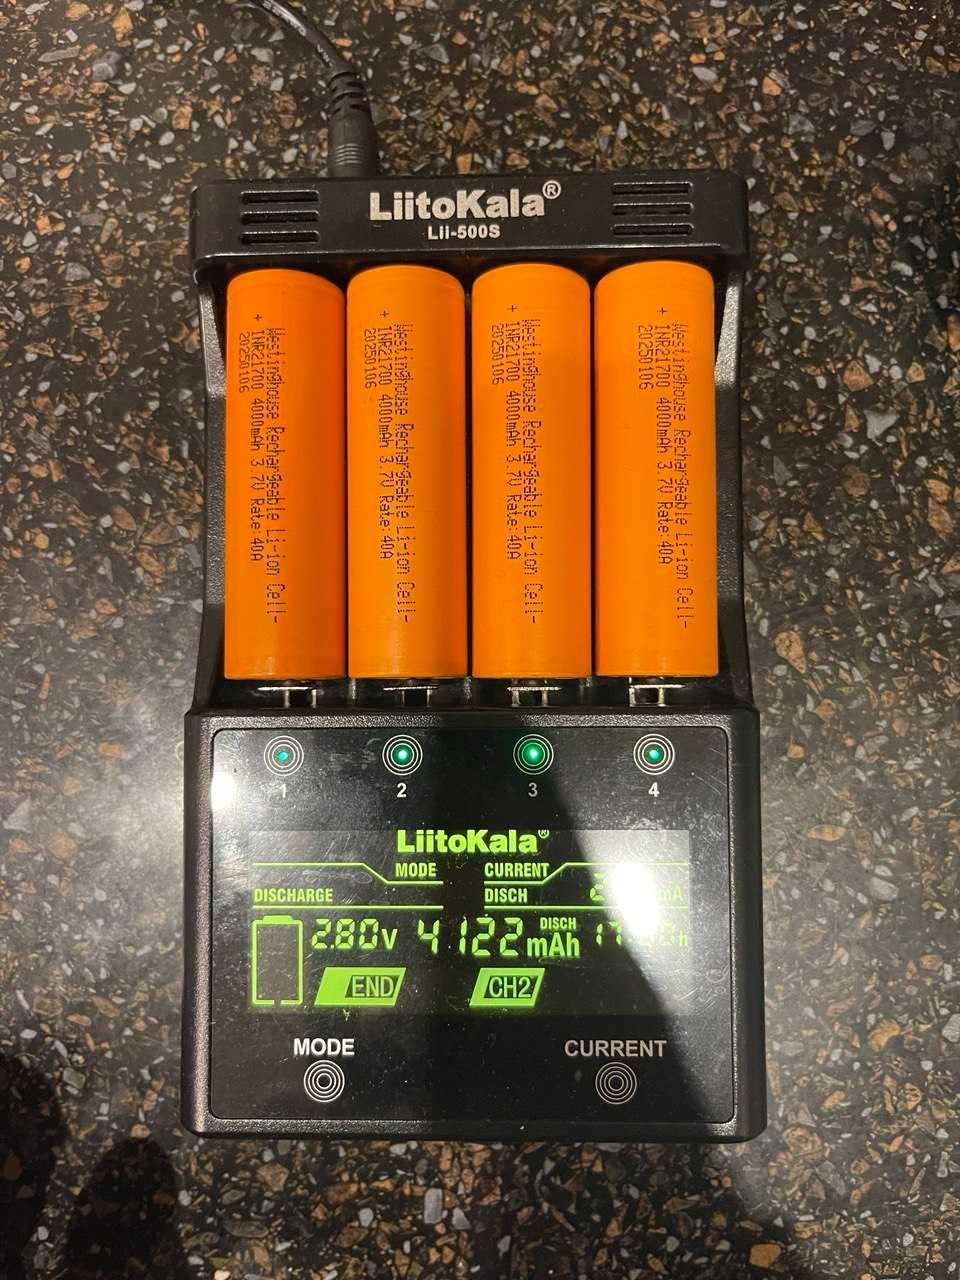 LiitoKala®
Lii-500S
+ Westinghouse Rechargeable Li-ion Cell-
INR21700 4000mAh 3.7V Rate:40A
20250106
+ Westinghouse Rechargeable Li-ion Cell-
INR21700 4000mAh 3.7V Rate:40A
20250106
+ Westinghouse Rechargeable Li-ion Cell-
INR21700 4000mAh 3.7V Rate:40A
20250106
+ Westinghouse Rechargeable Li-ion Cell-
INR21700 4000mAh 3.7V Rate:40A
20250106
1 2 3 4
LiitoKala®
MODE CURRENT
DISCHARGE DISCH mA
2.80V 4122mAh DISCH h
END CH2
MODE CURRENT